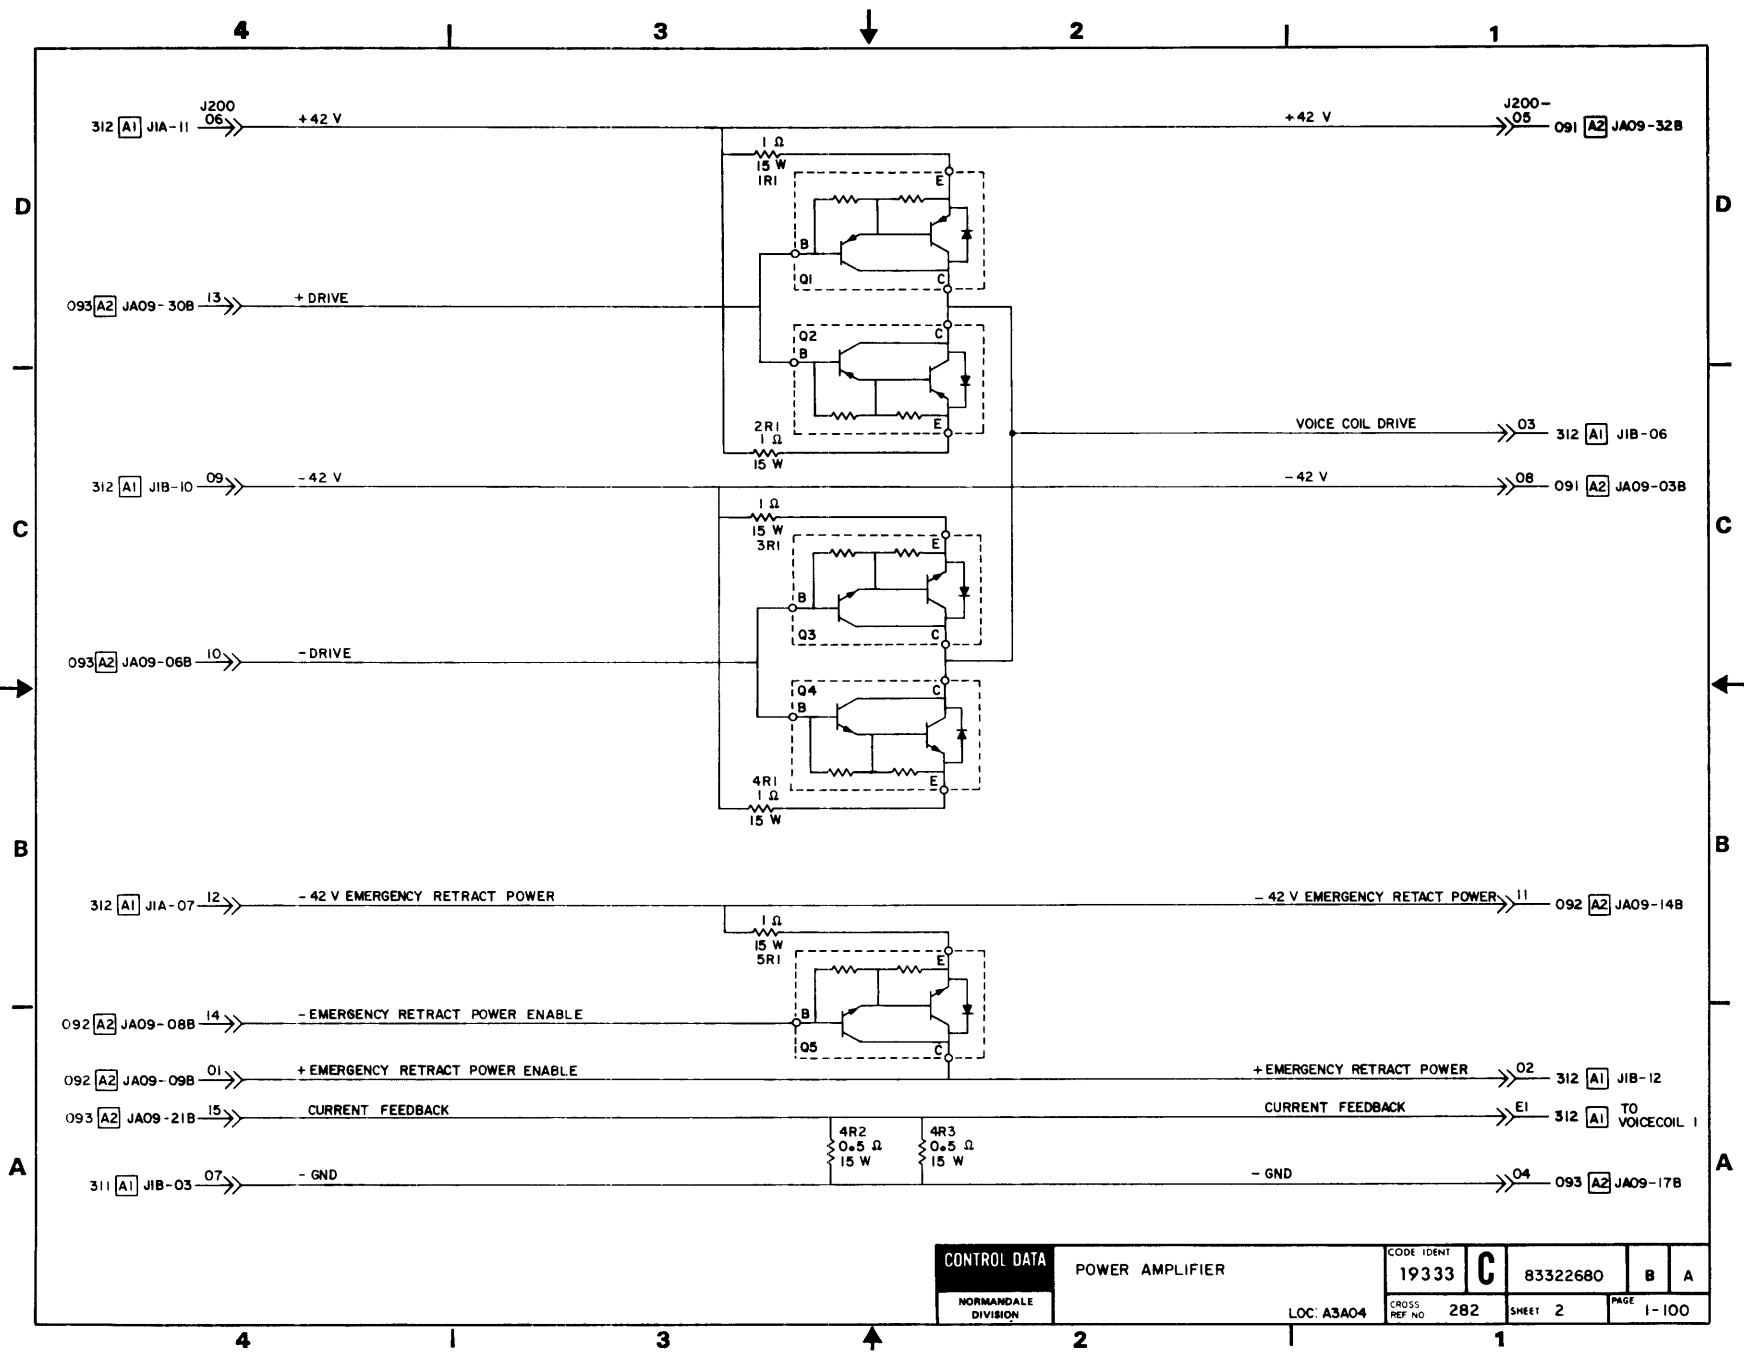 4 3 2 1
J200 J200-
312 A1 J1A-11 06 +42 V +42 V 05 091 A2 JA09-32B
1 Ω
15 W
1R1
E
D D
B
Q1 C
093 A2 JA09-30B 13 + DRIVE
Q2 C
B
E
2R1
1 Ω
15 W
VOICE COIL DRIVE 03 312 A1 J1B-06
312 A1 J1B-10 09 - 42 V - 42 V 08 091 A2 JA09-03B
1 Ω
15 W
3R1
E
C C
B
Q3 C
093 A2 JA09-06B 10 - DRIVE
Q4 C
B
E
4R1
1 Ω
15 W
B B
312 A1 J1A-07 12 - 42 V EMERGENCY RETRACT POWER - 42 V EMERGENCY RETACT POWER 11 092 A2 JA09-14B
1 Ω
15 W
5R1
E
092 A2 JA09-08B 14 - EMERGENCY RETRACT POWER ENABLE B
Q5 C
092 A2 JA09-09B 01 + EMERGENCY RETRACT POWER ENABLE + EMERGENCY RETRACT POWER 02 312 A1 J1B-12
093 A2 JA09-21B 15 CURRENT FEEDBACK CURRENT FEEDBACK E1 312 A1 TO
VOICECOIL 1
4R2 4R3
0.5 Ω 0.5 Ω
15 W 15 W
A A
311 A1 J1B-03 07 - GND - GND 04 093 A2 JA09-17B
CONTROL DATA
NORMANDALE
DIVISION
POWER AMPLIFIER
LOC: A3A04
CODE IDENT
19333 C 83322680 B A
CROSS
REF NO 282 SHEET 2 PAGE 1-100
4 3 2 1